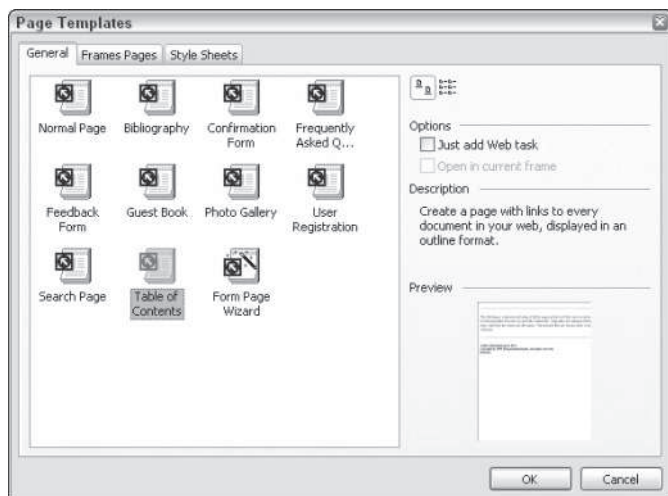 Page Templates
General Frames Pages Style Sheets
Normal Page Bibliography Confirmation Form Frequently Asked Q...
Feedback Form Guest Book Photo Gallery User Registration
Search Page Table of Contents Form Page Wizard
Options
Just add Web task
Open in current frame
Description
Create a page with links to every
document in your web, displayed in an
outline format.
Preview
OK Cancel